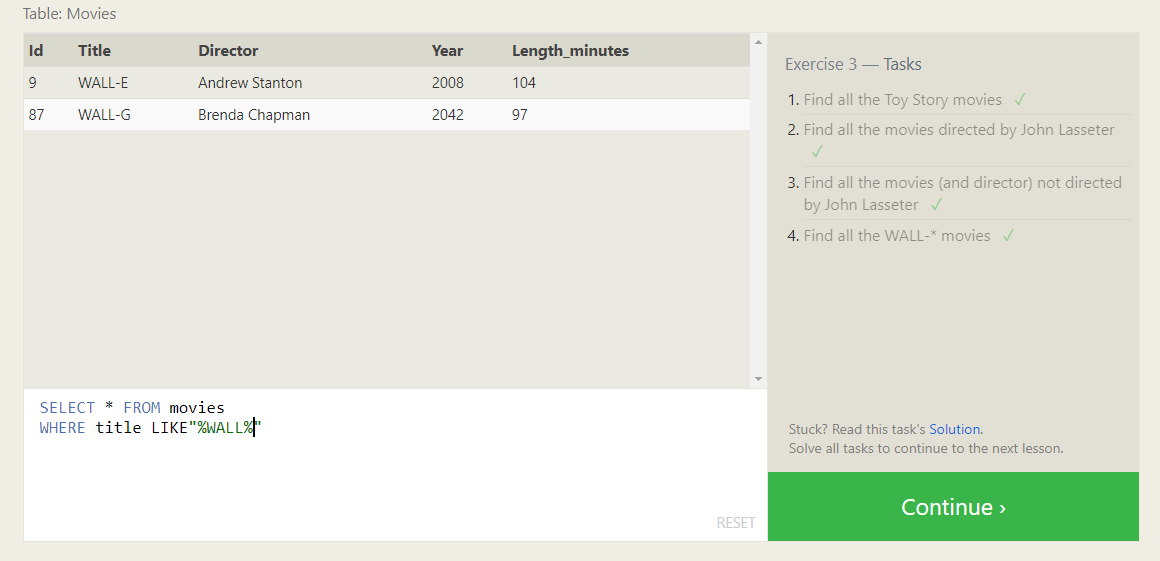 Table: Movies
Id Title Director Year Length_minutes
9 WALL-E Andrew Stanton 2008 104
87 WALL-G Brenda Chapman 2042 97
SELECT * FROM movies
WHERE title LIKE"%WALL%"
RESET
Exercise 3 — Tasks
1. Find all the Toy Story movies ✓
2. Find all the movies directed by John Lasseter
✓
3. Find all the movies (and director) not directed
by John Lasseter ✓
4. Find all the WALL-* movies ✓
Stuck? Read this task's Solution.
Solve all tasks to continue to the next lesson.
Continue ›